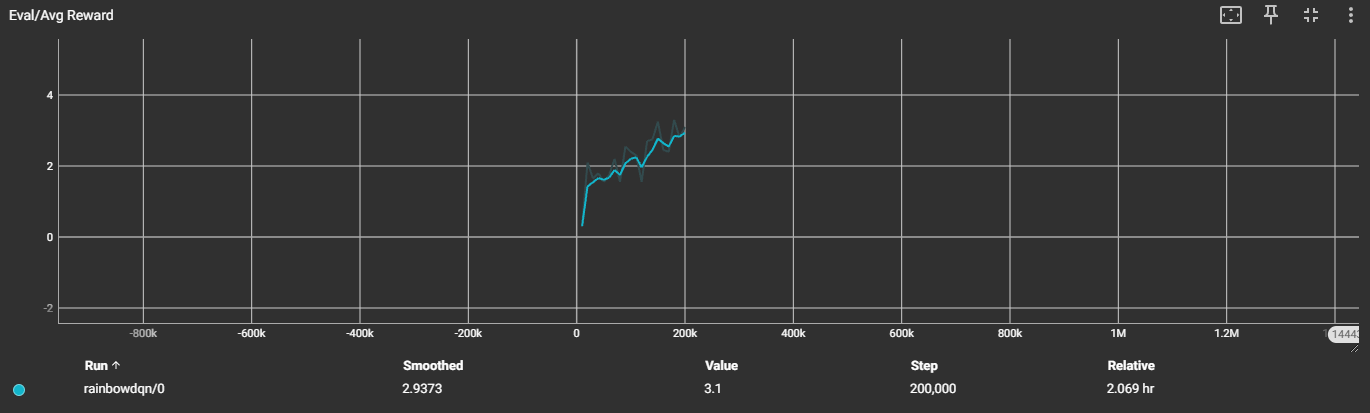 Eval/Avg Reward
4
2
0
-2
-800k -600k -400k -200k 0 200k 400k 600k 800k 1M 1.2M
Run ↑ Smoothed Value Step Relative
rainbowdqn/0 2.9373 3.1 200,000 2.069 hr